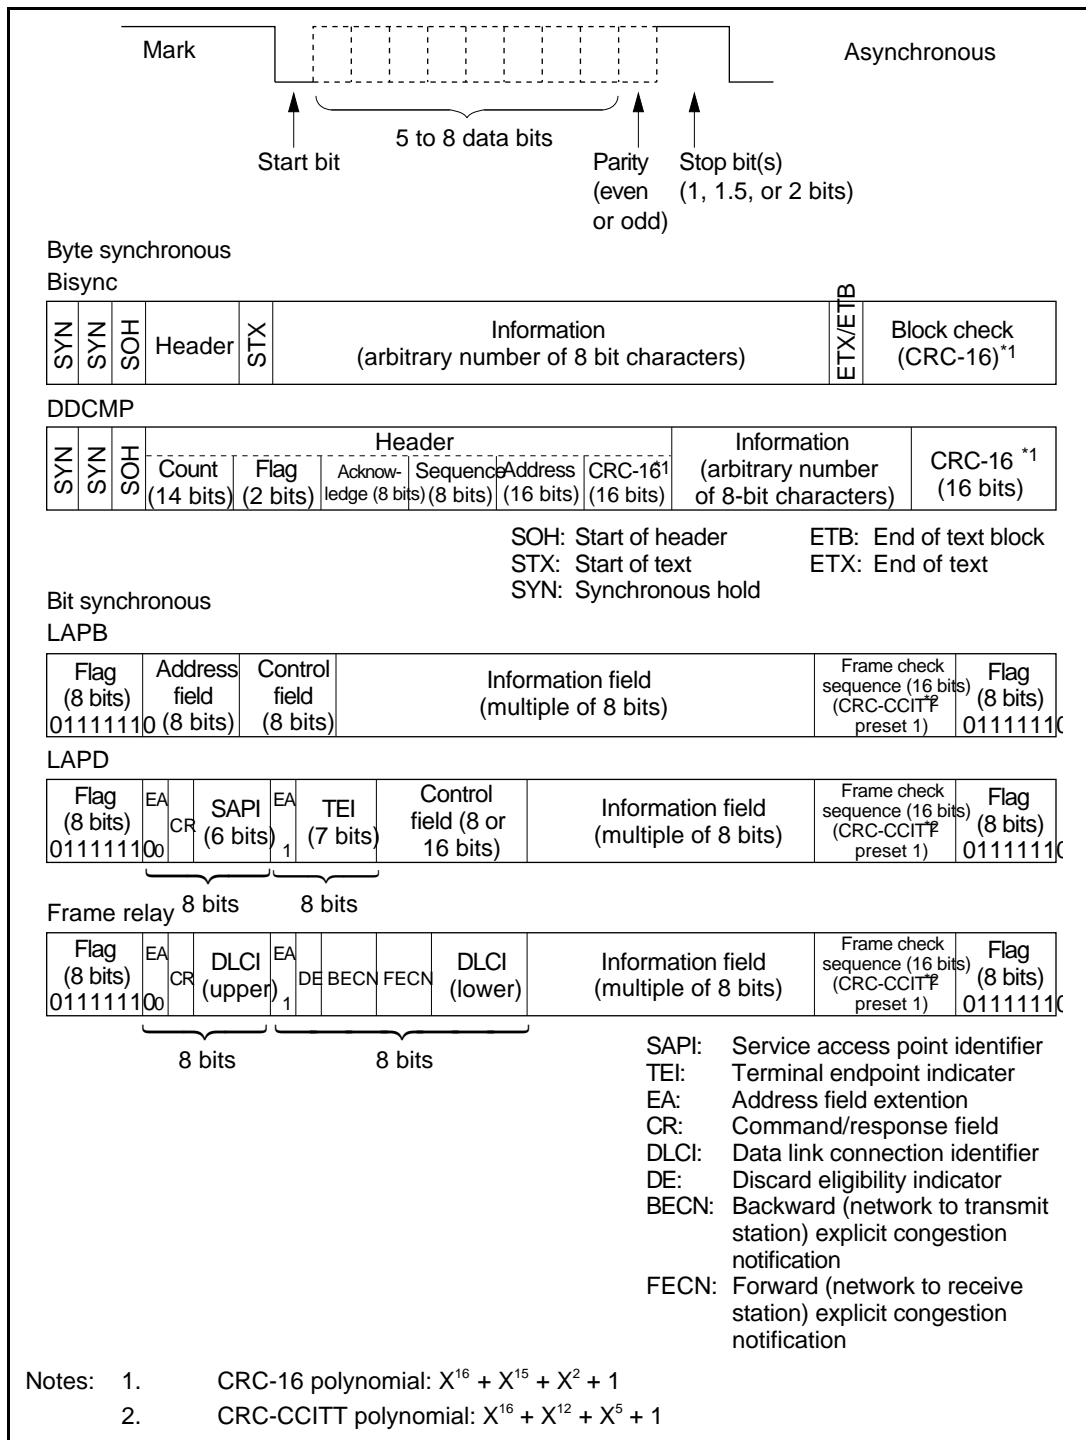 Mark
Asynchronous
5 to 8 data bits
Start bit
Parity
(even
or odd)
Stop bit(s)
(1, 1.5, or 2 bits)
Byte synchronous
Bisync
SYN
SYN
SOH
Header
STX
Information
(arbitrary number of 8 bit characters)
ETX/ETB
Block check
(CRC-16)*1
DDCMP
SYN
SYN
SOH
Header
Count
(14 bits)
Flag
(2 bits)
Acknow-
ledge (8 bits)
Sequence
(8 bits)
Address
(16 bits)
CRC-16*1
(16 bits)
Information
(arbitrary number
of 8-bit characters)
CRC-16 *1
(16 bits)
SOH: Start of header
STX: Start of text
SYN: Synchronous hold
ETB: End of text block
ETX: End of text
Bit synchronous
LAPB
Flag
(8 bits)
01111110
Address
field
(8 bits)
Control
field
(8 bits)
Information field
(multiple of 8 bits)
Frame check
sequence (16 bits)
(CRC-CCITT*2
preset 1)
Flag
(8 bits)
01111110
LAPD
Flag
(8 bits)
01111110
EA
0
CR
SAPI
(6 bits)
EA
1
TEI
(7 bits)
Control
field (8 or
16 bits)
Information field
(multiple of 8 bits)
Frame check
sequence (16 bits)
(CRC-CCITT*2
preset 1)
Flag
(8 bits)
01111110
8 bits
8 bits
Frame relay
Flag
(8 bits)
01111110
EA
0
CR
DLCI
(upper)
EA
1
DE
BECN
FECN
DLCI
(lower)
Information field
(multiple of 8 bits)
Frame check
sequence (16 bits)
(CRC-CCITT*2
preset 1)
Flag
(8 bits)
01111110
8 bits
8 bits
SAPI: Service access point identifier
TEI: Terminal endpoint indicater
EA: Address field extention
CR: Command/response field
DLCI: Data link connection identifier
DE: Discard eligibility indicator
BECN: Backward (network to transmit
station) explicit congestion
notification
FECN: Forward (network to receive
station) explicit congestion
notification
Notes: 1. CRC-16 polynomial: X^16 + X^15 + X^2 + 1
2. CRC-CCITT polynomial: X^16 + X^12 + X^5 + 1